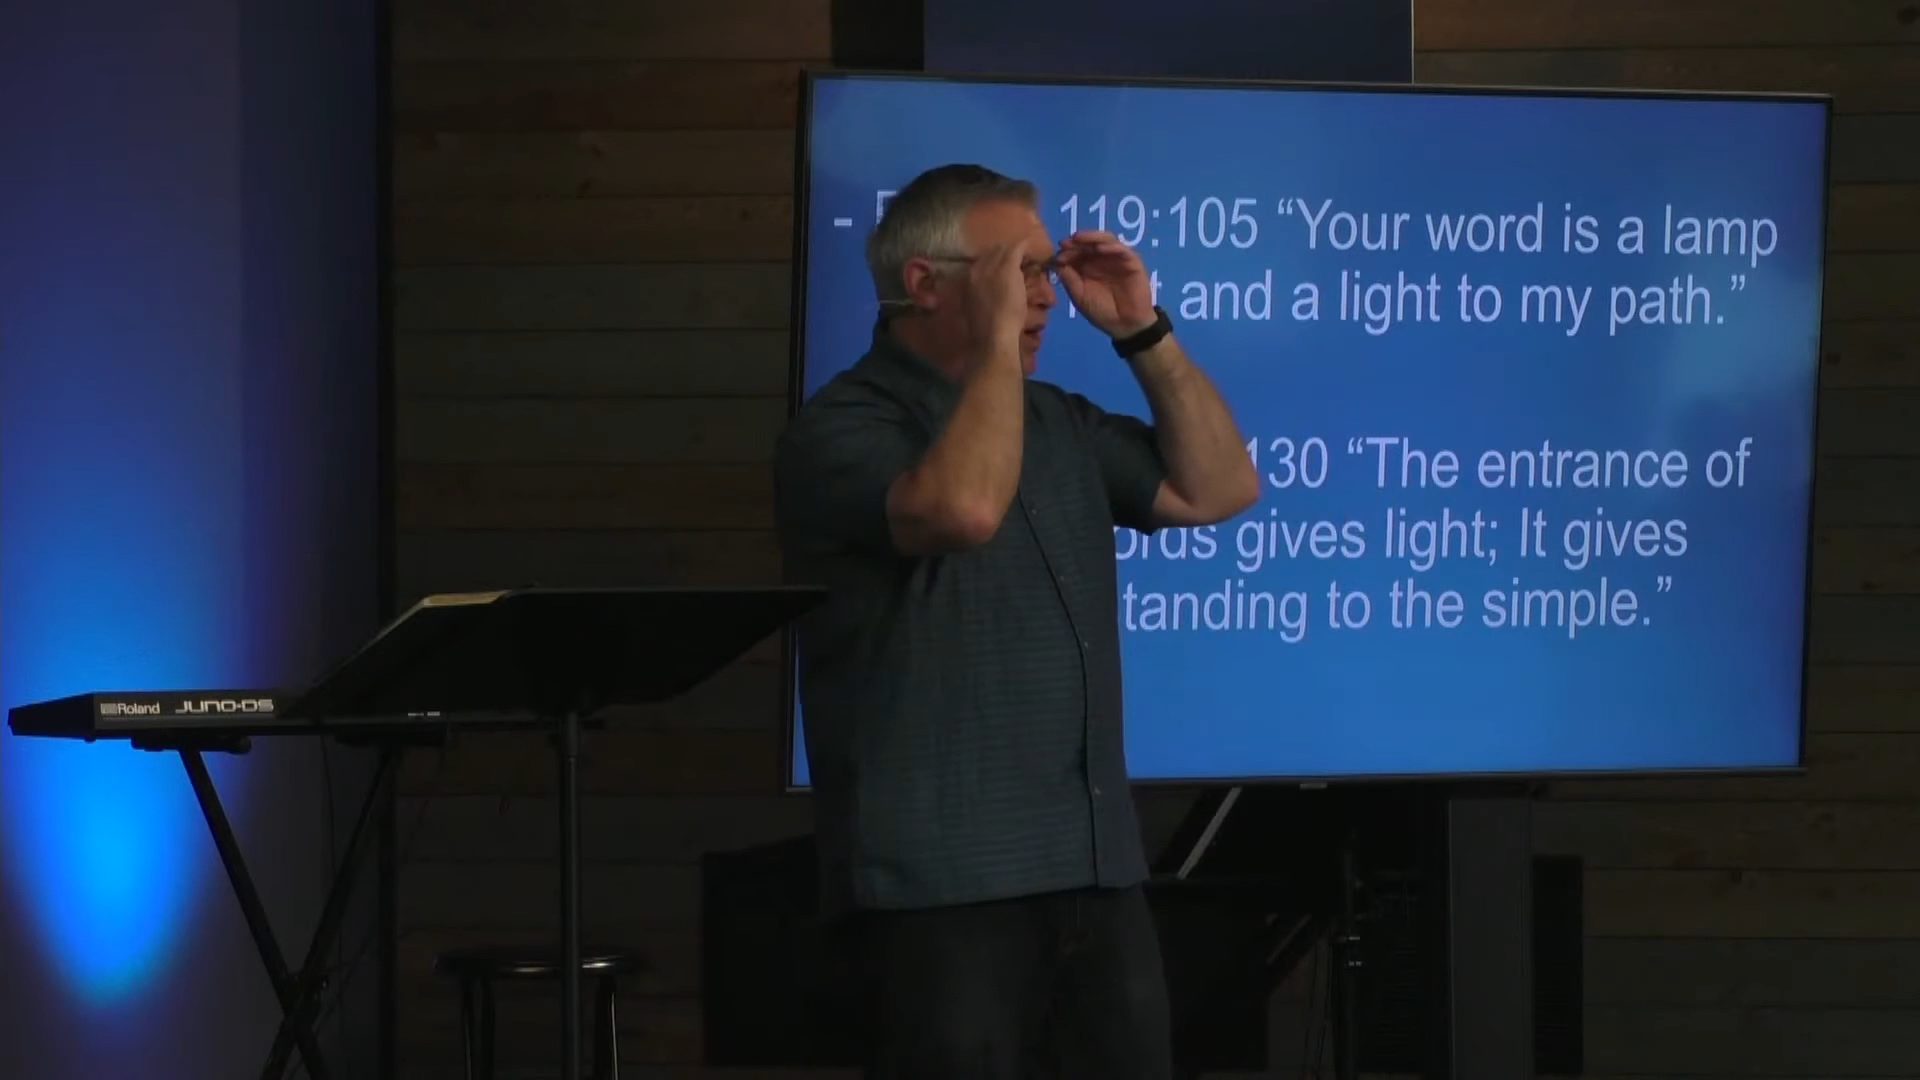 - 119:105 “Your word is a lamp
and a light to my path.”
130 “The entrance of
gives light; It gives
to the simple.”
Roland JUNO-DS